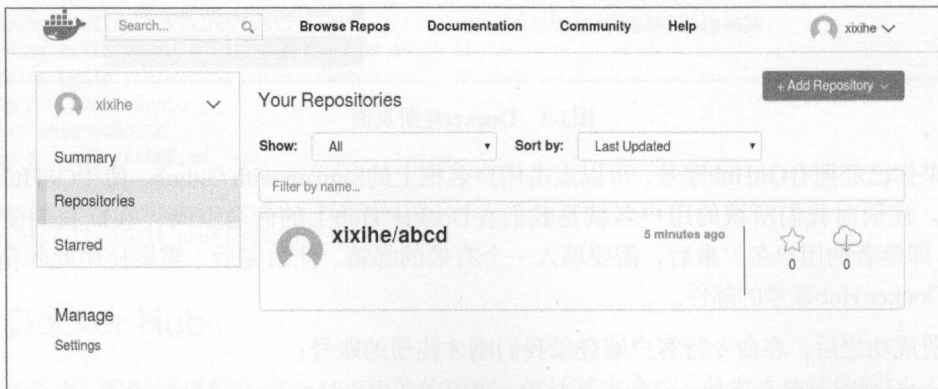 Search...
Browse Repos
Documentation
Community
Help
xixihe
xixihe
Summary
Repositories
Starred
Manage
Settings
Your Repositories
+ Add Repository
Show:
All
Sort by:
Last Updated
Filter by name...
xixihe/abcd
5 minutes ago
0
0